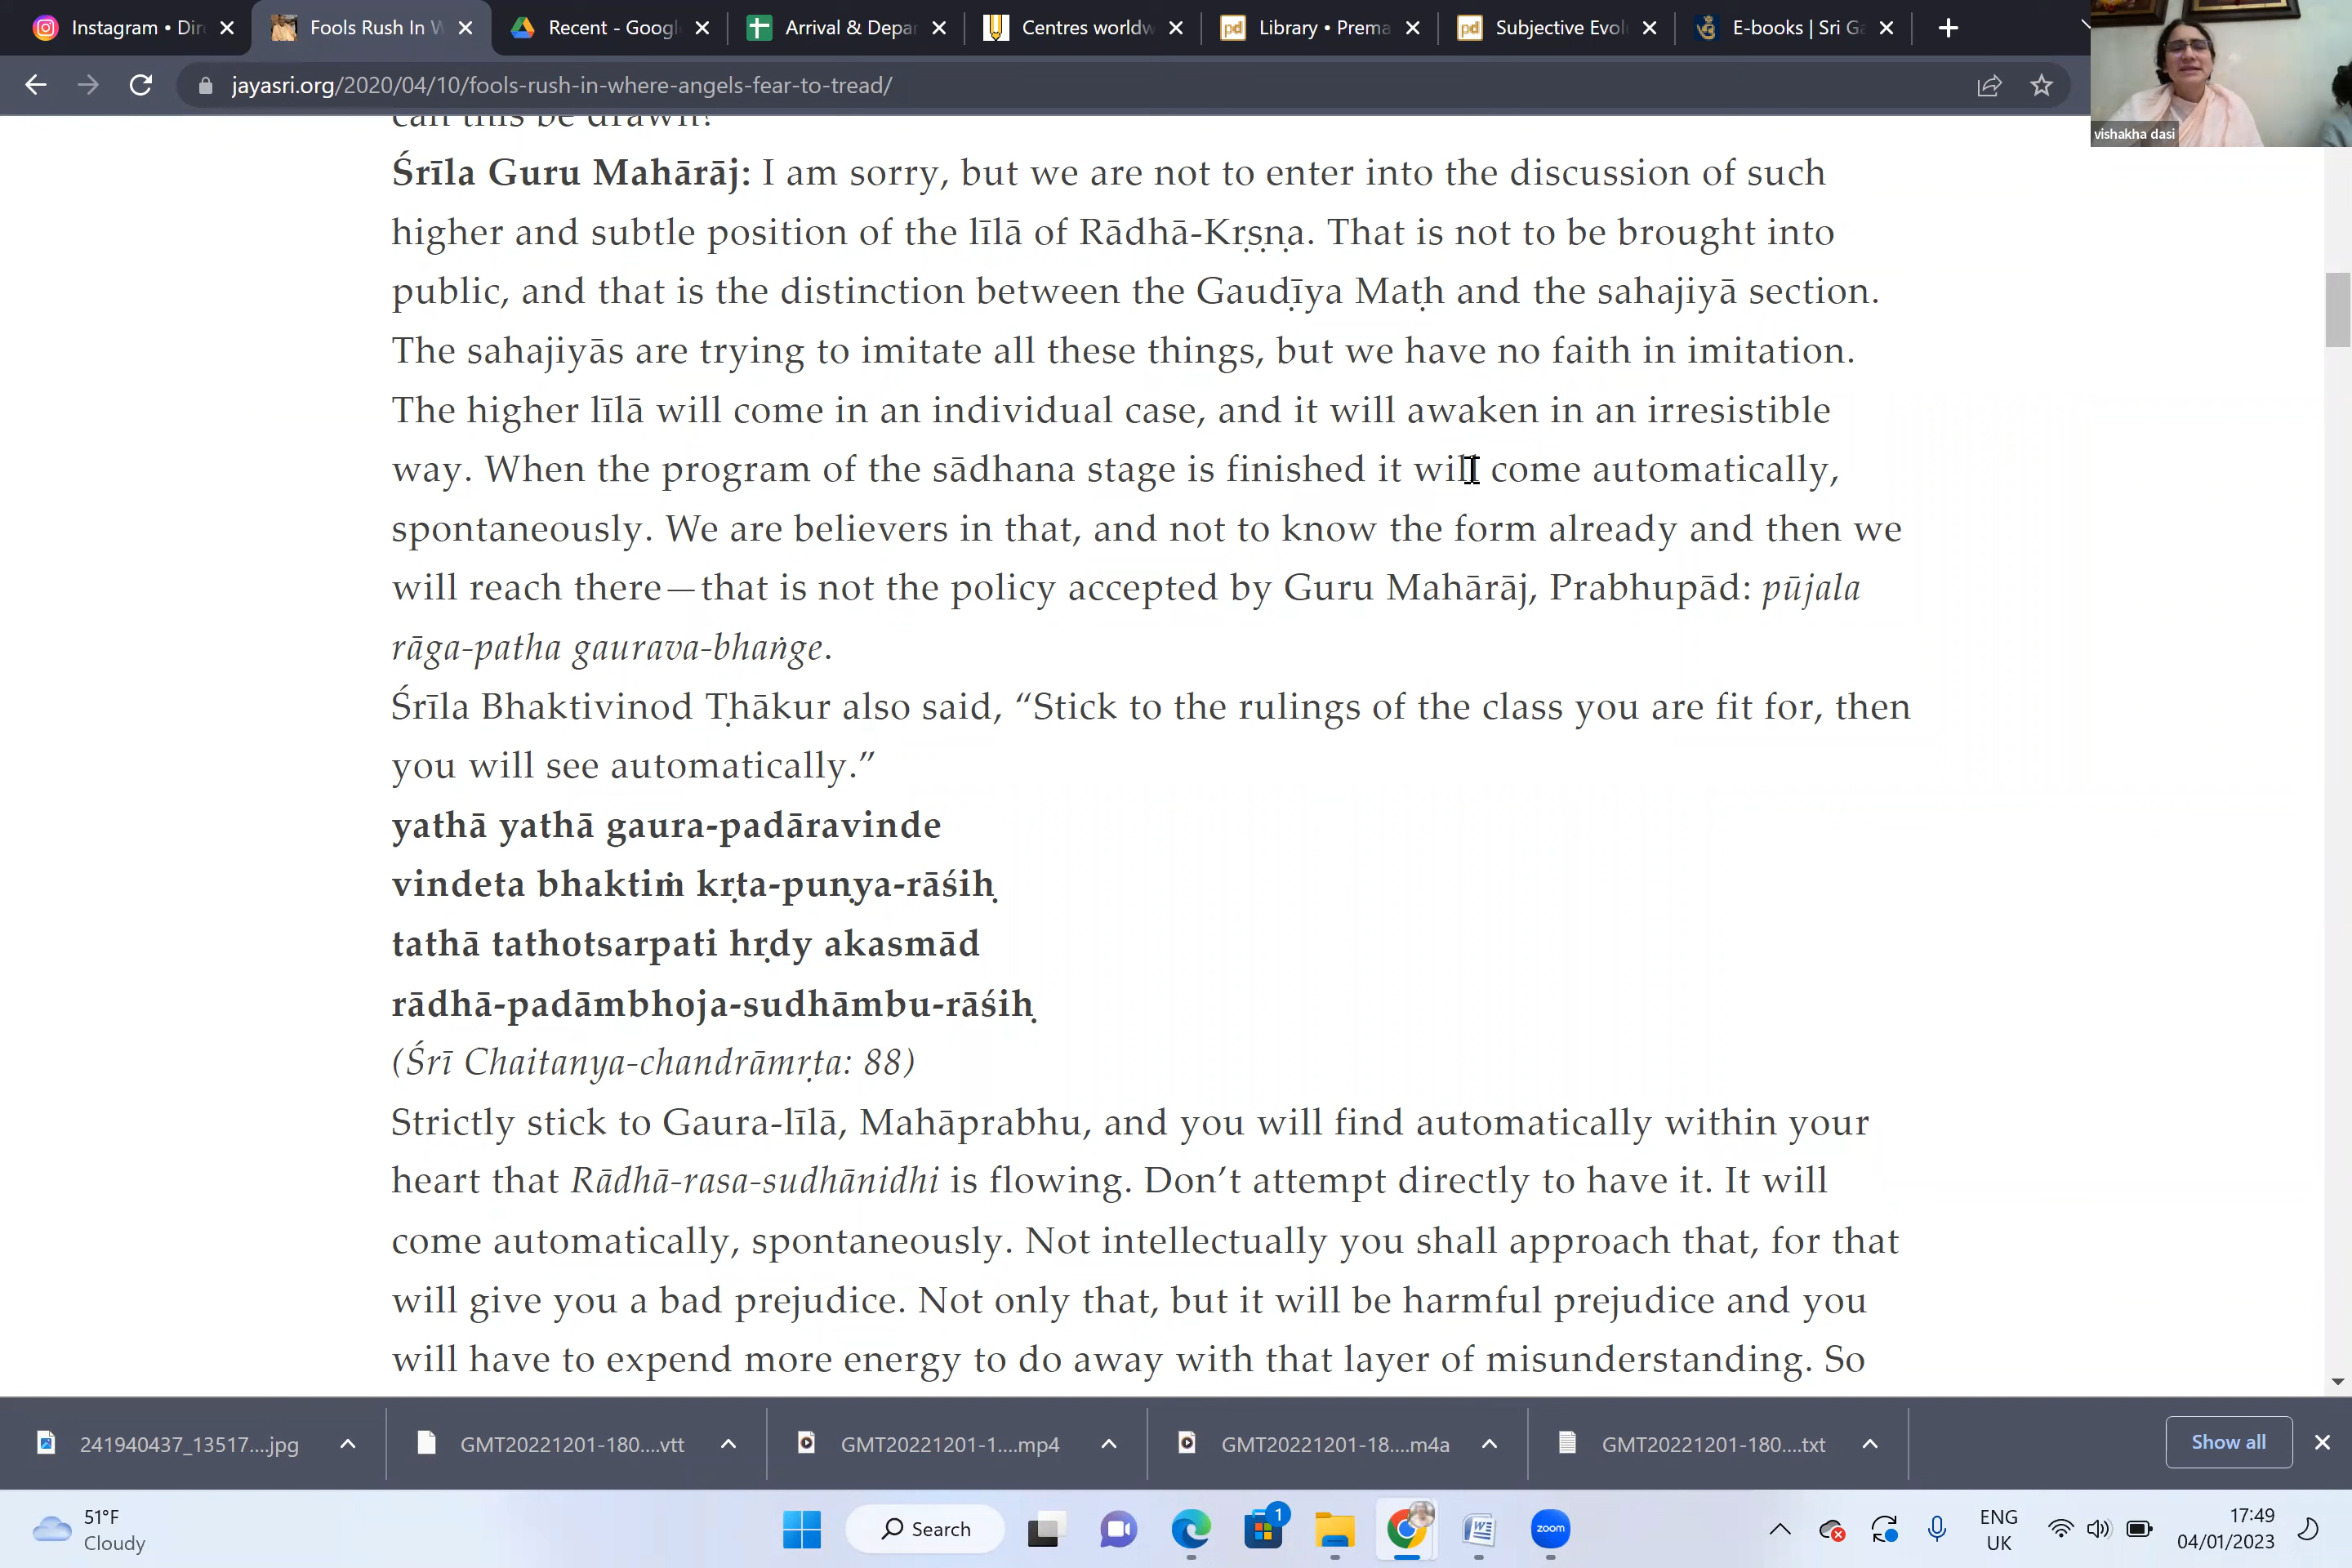 Instagram • Dir
Fools Rush In W
Recent - Googl
Arrival & Depar
Centres worldw
Library • Prema
Subjective Evol
E-books | Sri Ga
jayasri.org/2020/04/10/fools-rush-in-where-angels-fear-to-tread/
vishakha dasi
can this be drawn?
Śrīla Guru Mahārāj: I am sorry, but we are not to enter into the discussion of such
higher and subtle position of the līlā of Rādhā-Kṛṣṇa. That is not to be brought into
public, and that is the distinction between the Gauḍīya Maṭh and the sahajiyā section.
The sahajiyās are trying to imitate all these things, but we have no faith in imitation.
The higher līlā will come in an individual case, and it will awaken in an irresistible
way. When the program of the sādhana stage is finished it will come automatically,
spontaneously. We are believers in that, and not to know the form already and then we
will reach there—that is not the policy accepted by Guru Mahārāj, Prabhupād: pūjala
rāga-patha gaurava-bhaṅge.
Śrīla Bhaktivinod Ṭhākur also said, “Stick to the rulings of the class you are fit for, then
you will see automatically.”
yathā yathā gaura-padāravinde
vindeta bhaktiṁ kṛta-puṇya-rāśiḥ
tathā tathotsarpati hṛdy akasmād
rādhā-padāmbhoja-sudhāmbu-rāśiḥ
(Śrī Chaitanya-chandrāmṛta: 88)
Strictly stick to Gaura-līlā, Mahāprabhu, and you will find automatically within your
heart that Rādhā-rasa-sudhānidhi is flowing. Don’t attempt directly to have it. It will
come automatically, spontaneously. Not intellectually you shall approach that, for that
will give you a bad prejudice. Not only that, but it will be harmful prejudice and you
will have to expend more energy to do away with that layer of misunderstanding. So
241940437_13517....jpg
GMT20221201-180....vtt
GMT20221201-1....mp4
GMT20221201-18....m4a
GMT20221201-180....txt
Show all
51°F
Cloudy
Search
1
zoom
ENG
UK
17:49
04/01/2023